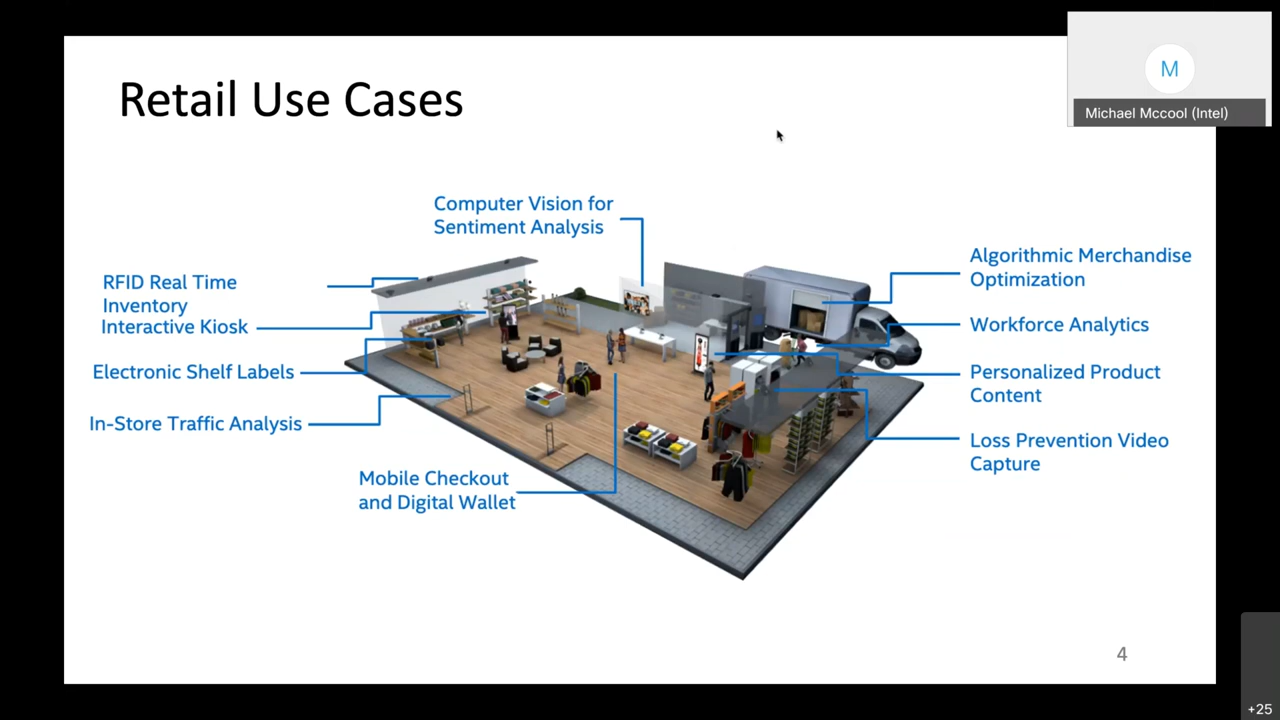 Retail Use Cases
M
Michael Mccool (Intel)
Computer Vision for
Sentiment Analysis
RFID Real Time
Inventory
Interactive Kiosk
Electronic Shelf Labels
In-Store Traffic Analysis
Mobile Checkout
and Digital Wallet
Algorithmic Merchandise
Optimization
Workforce Analytics
Personalized Product
Content
Loss Prevention Video
Capture
4
+25